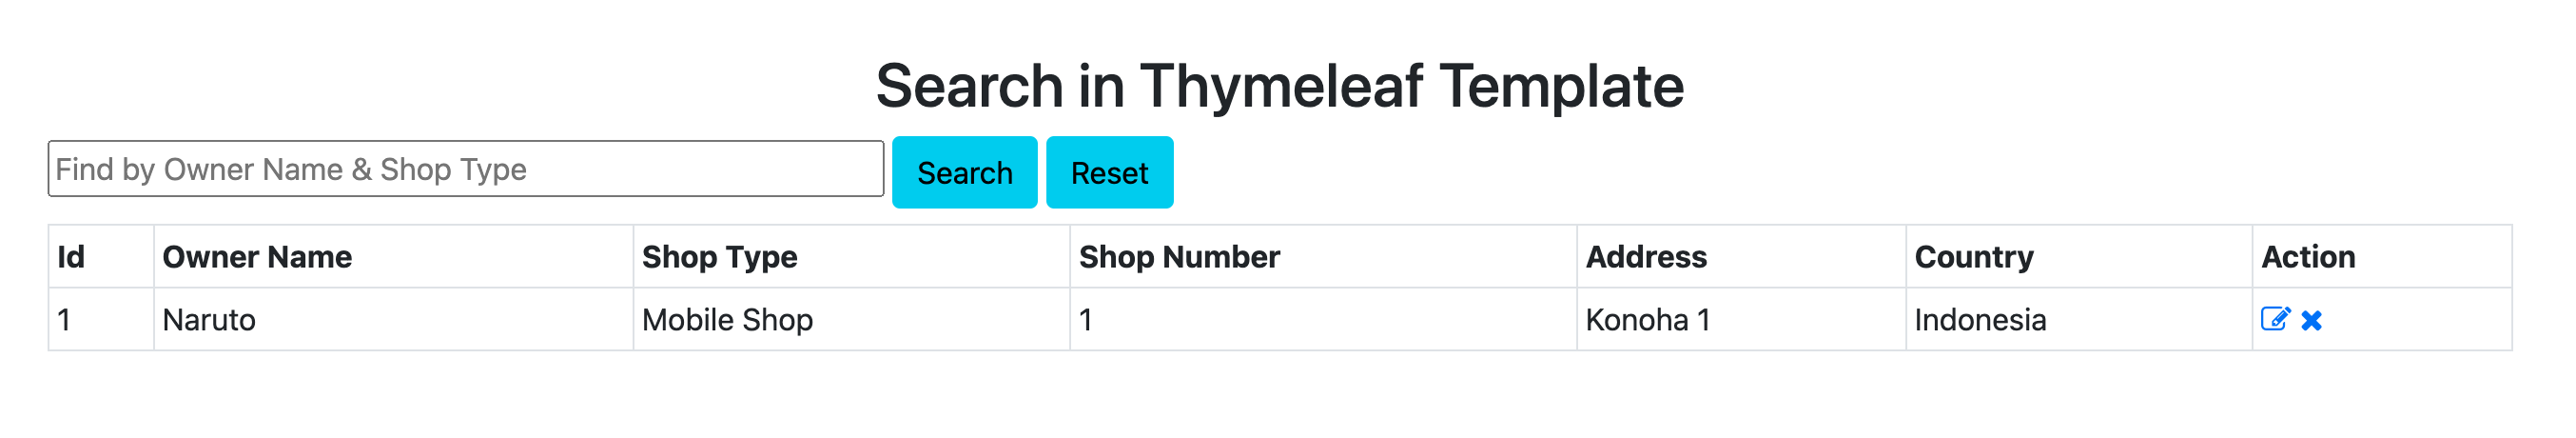 Search in Thymeleaf Template
Find by Owner Name & Shop Type Search Reset
Id Owner Name Shop Type Shop Number Address Country Action
1 Naruto Mobile Shop 1 Konoha 1 Indonesia